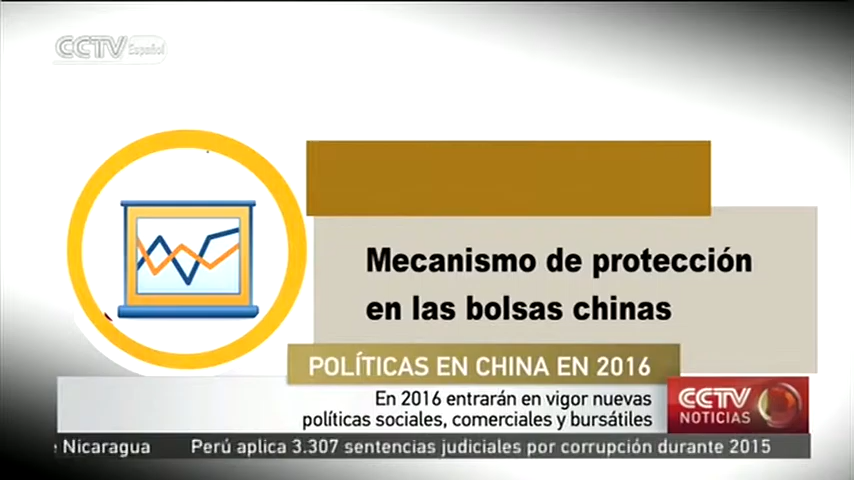 CCTV Español
Mecanismo de protección
en las bolsas chinas
POLÍTICAS EN CHINA EN 2016
En 2016 entrarán en vigor nuevas
políticas sociales, comerciales y bursátiles
CCTV
NOTICIAS
Nicaragua Perú aplica 3.307 sentencias judiciales por corrupción durante 2015